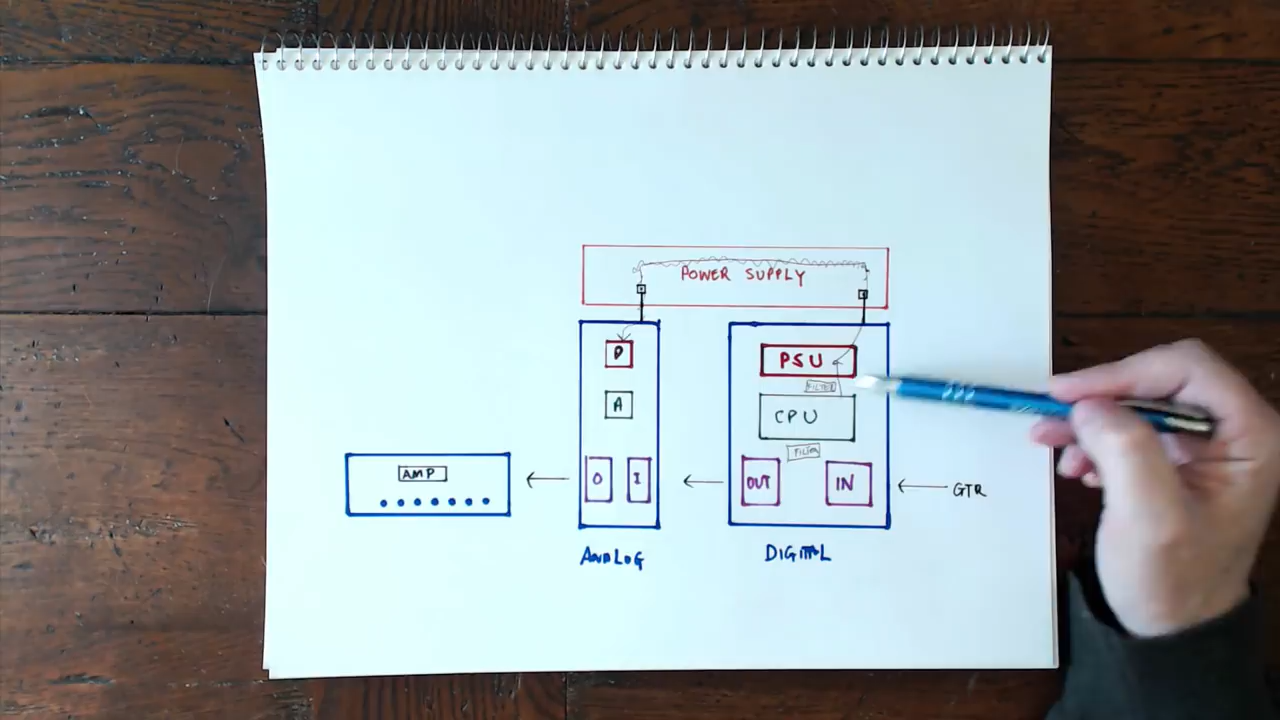 POWER SUPPLY
P
PSU
FILTER
A
CPU
FILTER
AMP
O
I
OUT
IN
GTR
ANALOG
DIGITAL